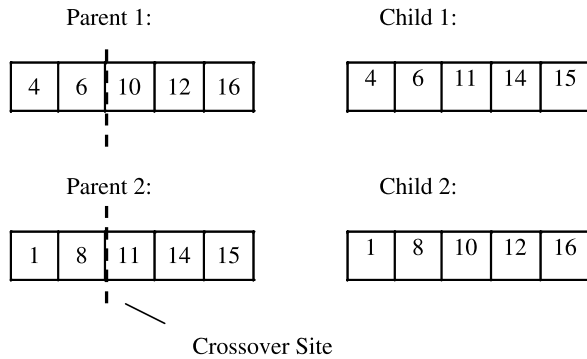 Parent 1: Child 1:
4 6 10 12 16 4 6 11 14 15
Parent 2: Child 2:
1 8 11 14 15 1 8 10 12 16
Crossover Site